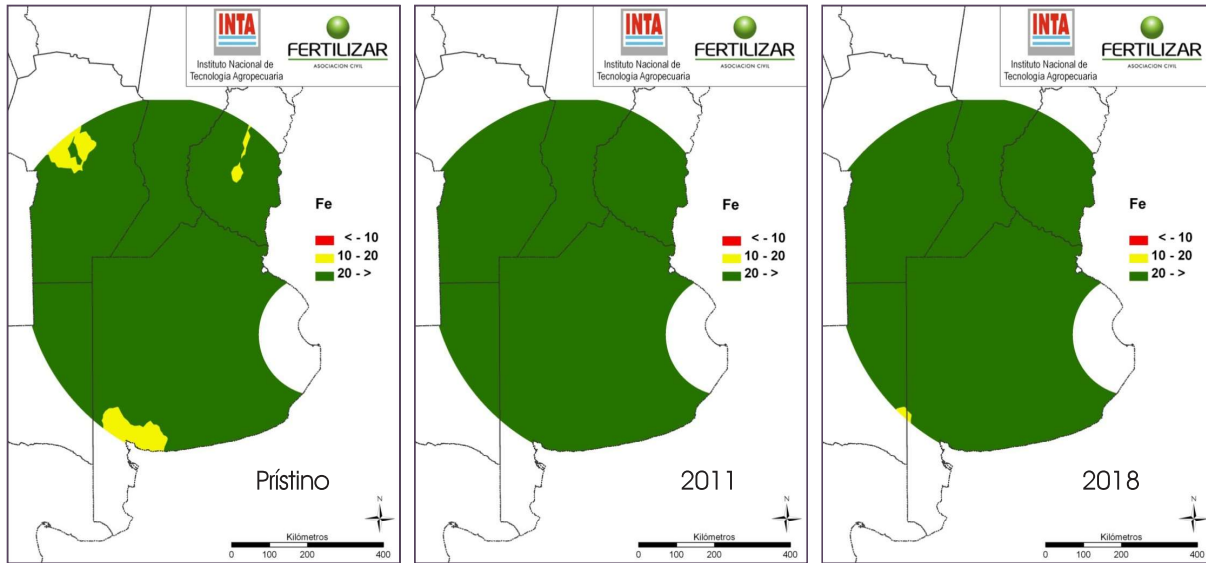 INTA
Instituto Nacional de
Tecnología Agropecuaria
FERTILIZAR
ASOCIACION CIVIL
Fe
< - 10
10 - 20
20 - >
Prístino
N
Kilómetros
0 100 200 400
INTA
Instituto Nacional de
Tecnología Agropecuaria
FERTILIZAR
ASOCIACION CIVIL
Fe
< - 10
10 - 20
20 - >
2011
N
Kilómetros
0 100 200 400
INTA
Instituto Nacional de
Tecnología Agropecuaria
FERTILIZAR
ASOCIACION CIVIL
Fe
< - 10
10 - 20
20 - >
2018
N
Kilómetros
0 100 200 400